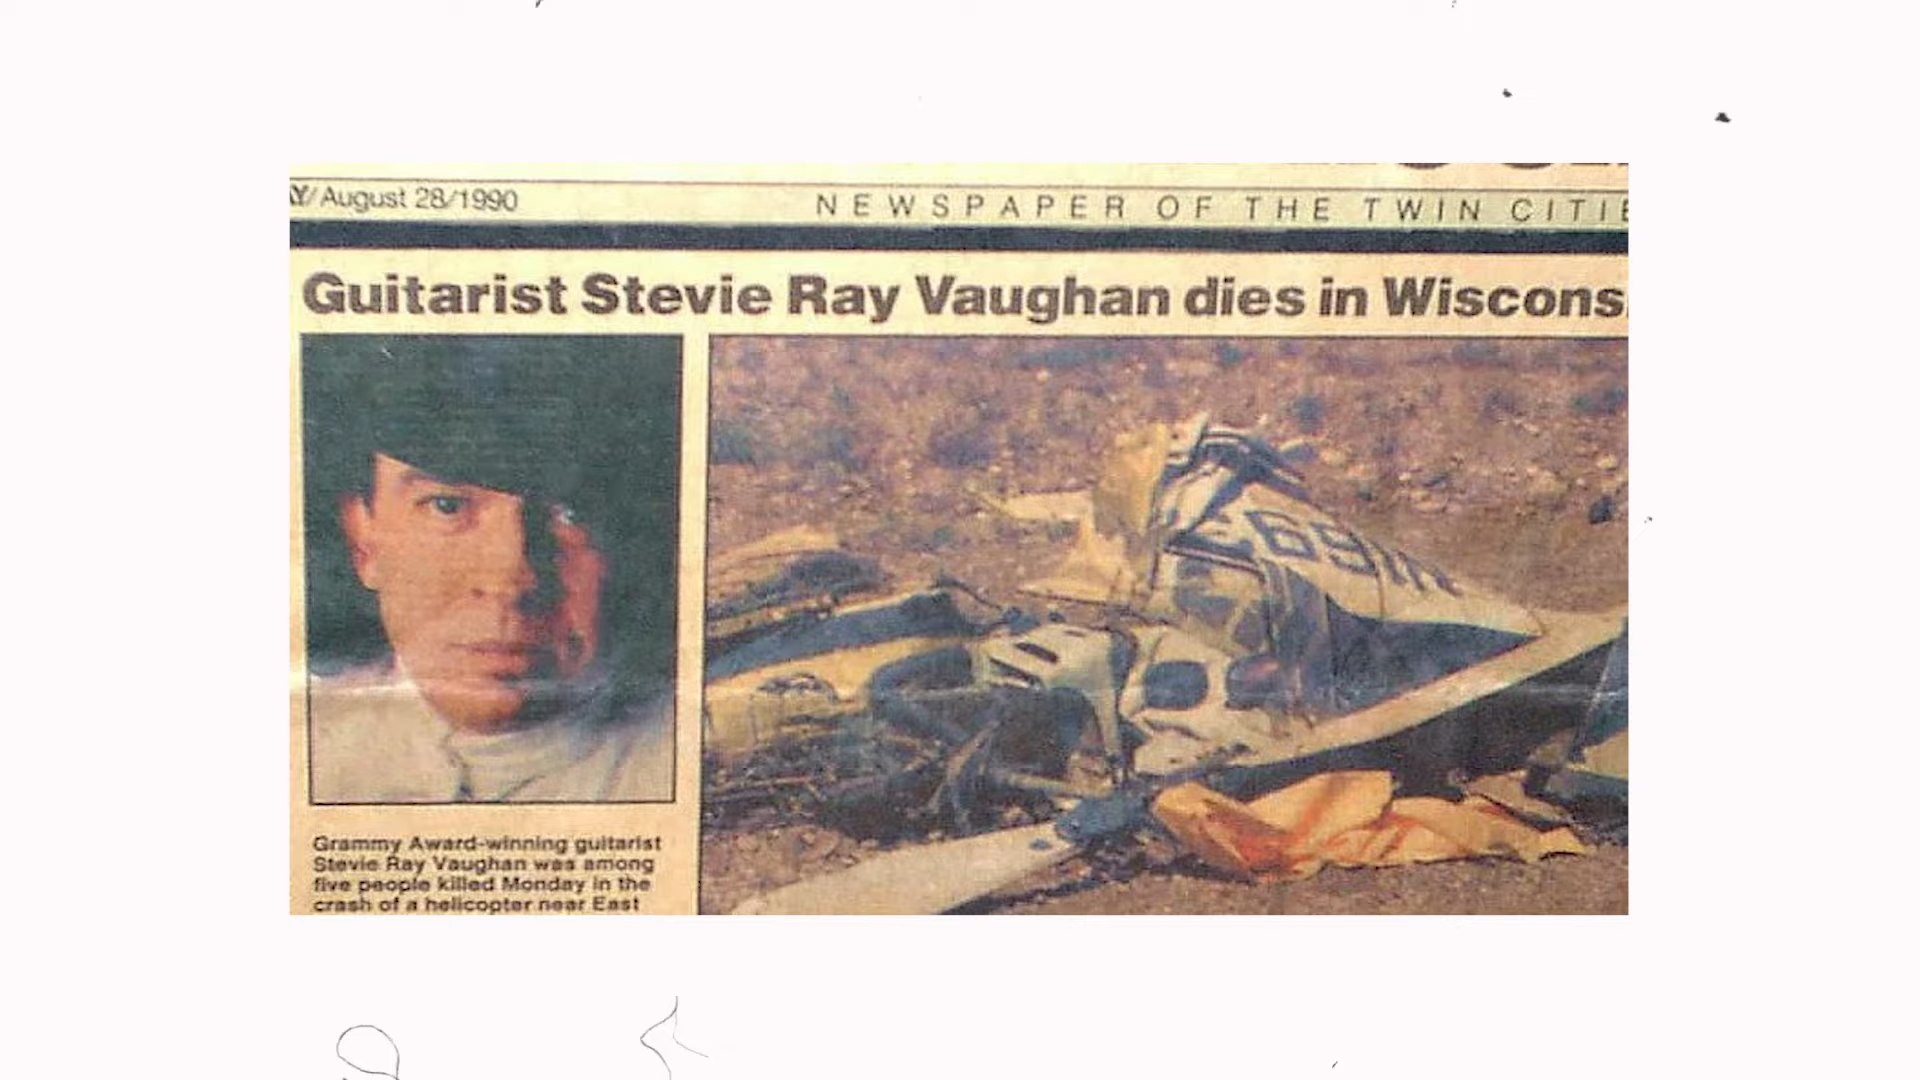 August 28/1990
NEWSPAPER OF THE TWIN CITIE
Guitarist Stevie Ray Vaughan dies in Wiscons
Grammy Award-winning guitarist
Stevie Ray Vaughan was among
five people killed Monday in the
crash of a helicopter near East